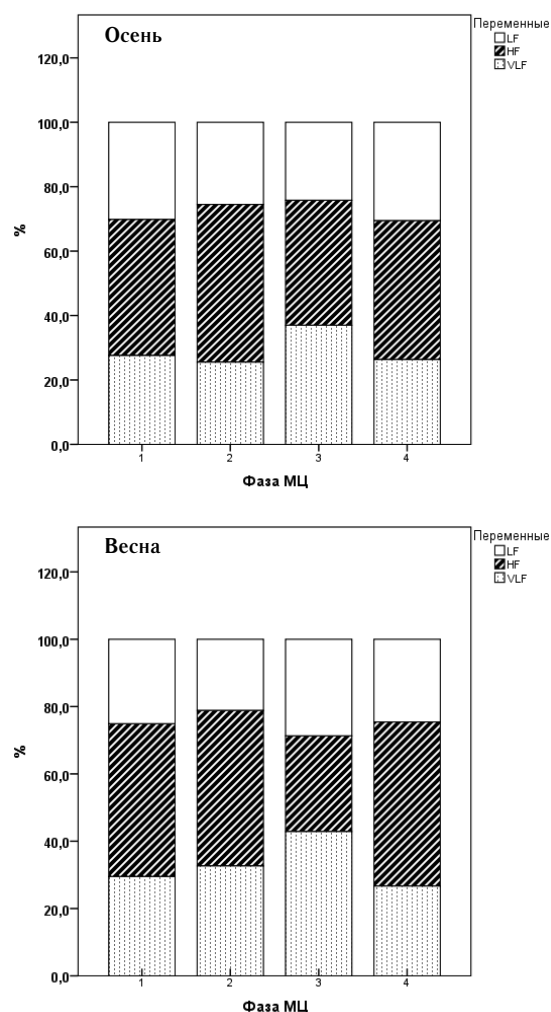 Осень
Переменные
LF
HF
VLF
120,0
100,0
80,0
60,0
40,0
20,0
0,0
%
1 2 3 4
Фаза МЦ
Весна
Переменные
LF
HF
VLF
120,0
100,0
80,0
60,0
40,0
20,0
0,0
%
1 2 3 4
Фаза МЦ